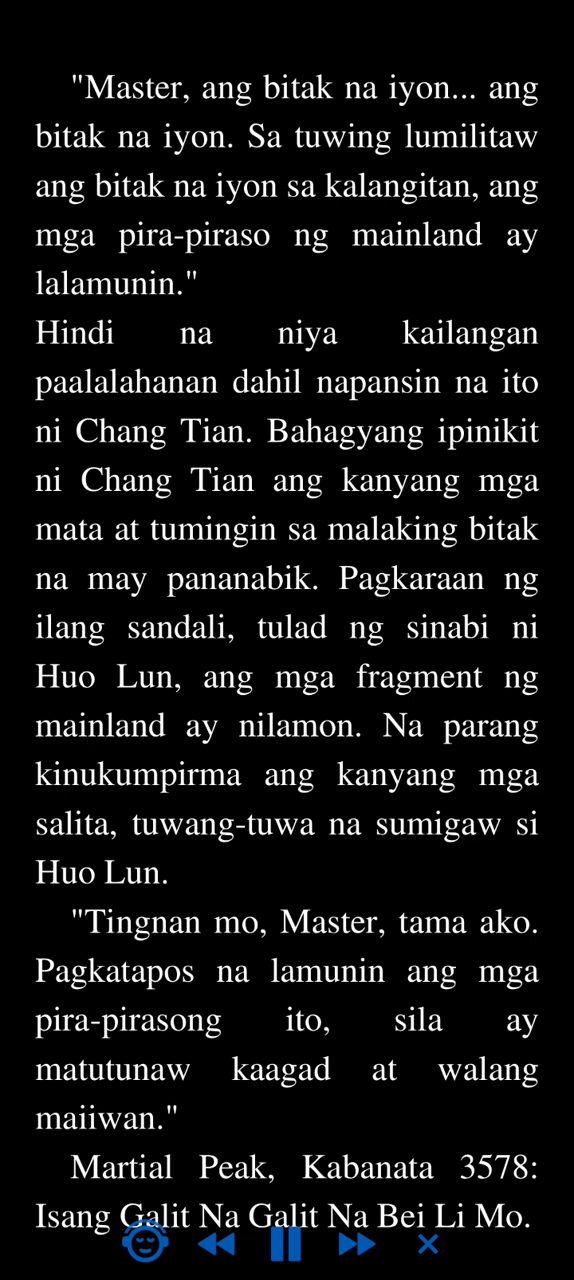 "Master, ang bitak na iyon... ang
bitak na iyon. Sa tuwing lumilitaw
ang bitak na iyon sa kalangitan, ang
mga pira-piraso ng mainland ay
lalamunin."
Hindi na niya kailangan
paalalahanan dahil napansin na ito
ni Chang Tian. Bahagyang ipinikit
ni Chang Tian ang kanyang mga
mata at tumingin sa malaking bitak
na may pananabik. Pagkaraan ng
ilang sandali, tulad ng sinabi ni
Huo Lun, ang mga fragment ng
mainland ay nilamon. Na parang
kinukumpirma ang kanyang mga
salita, tuwang-tuwa na sumigaw si
Huo Lun.
"Tingnan mo, Master, tama ako.
Pagkatapos na lamunin ang mga
pira-pirasong ito, sila ay
matutunaw kaagad at walang
maiiwan."
Martial Peak, Kabanata 3578:
Isang Galit Na Galit Na Bei Li Mo.